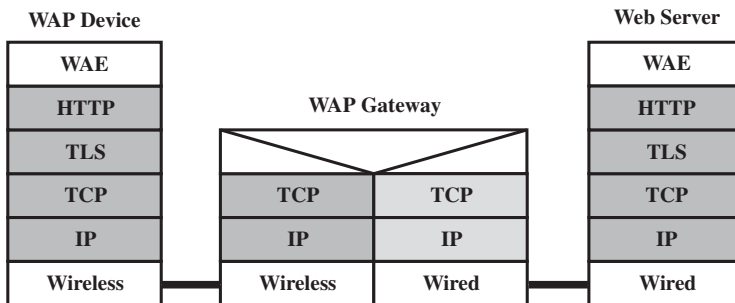 WAP Device
WAE
HTTP
TLS
TCP
IP
Wireless
WAP Gateway
TCP
TCP
IP
IP
Wireless
Wired
Web Server
WAE
HTTP
TLS
TCP
IP
Wired